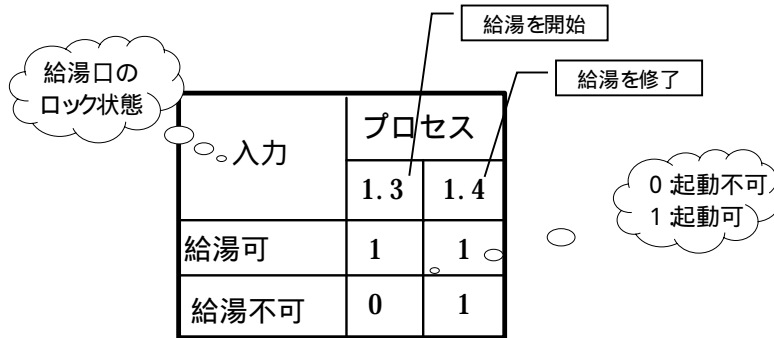 給湯を開始
給湯口の
ロック状態
給湯を修了
プロセス
入力
1.3 1.4
0:起動不可
1:起動可
給湯可 1 1
給湯不可 0 1